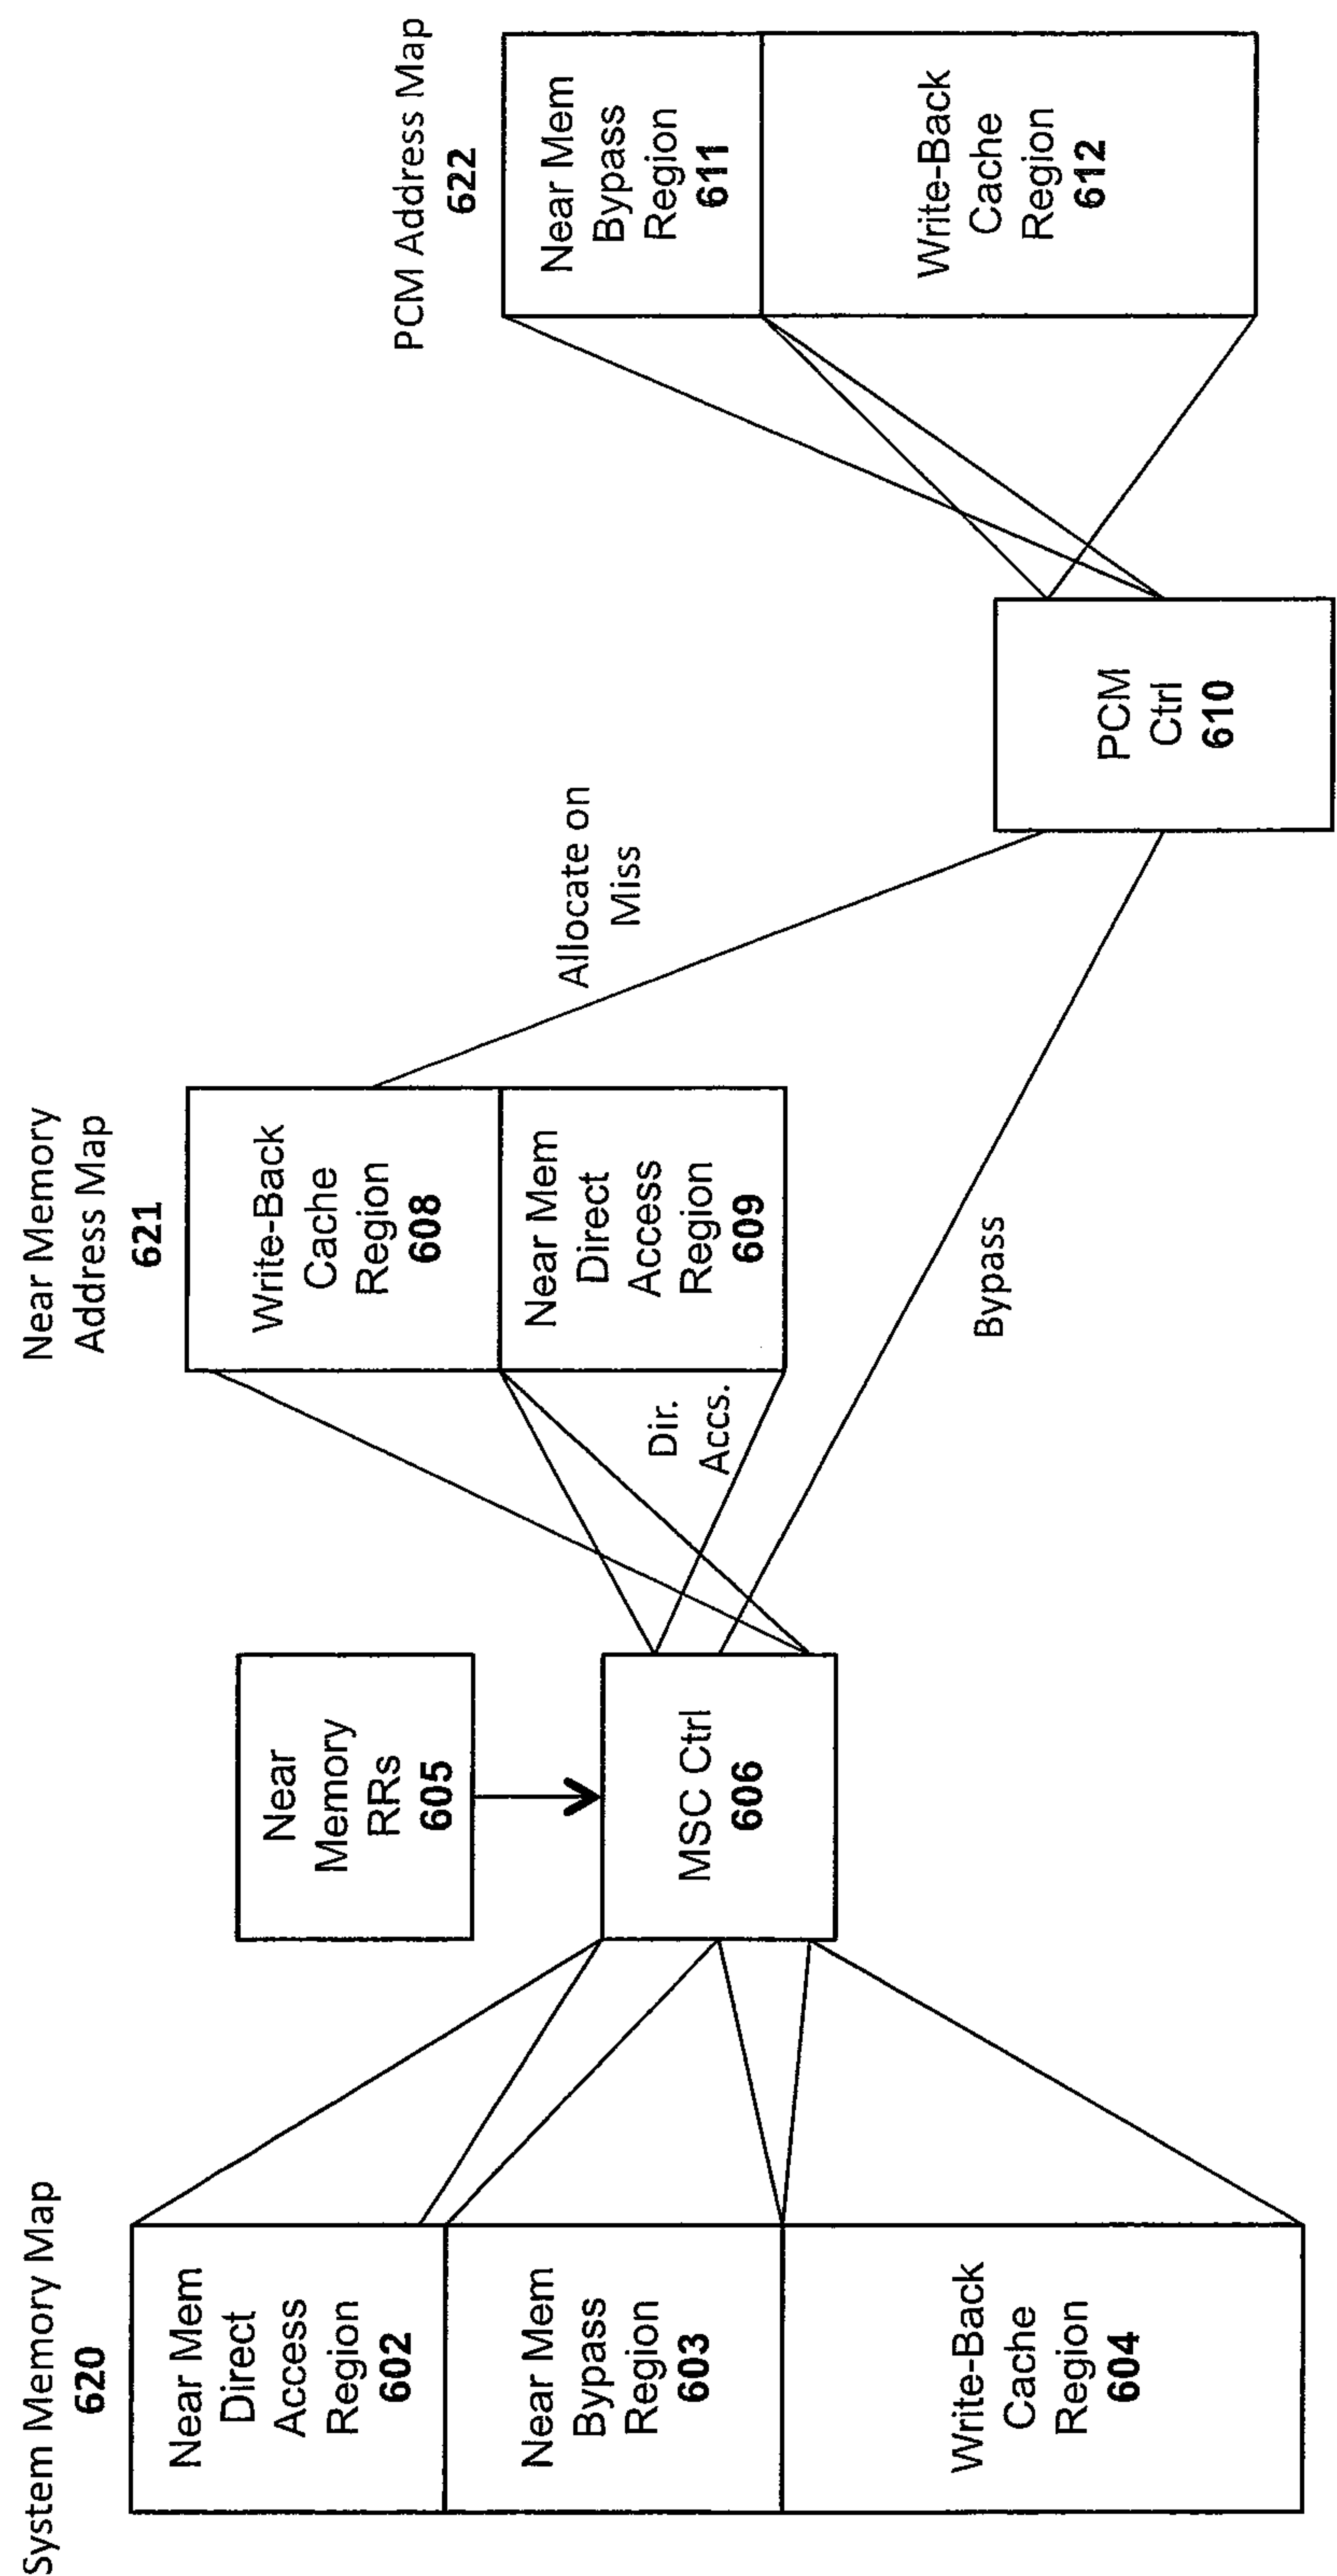 System Memory Map
620
Near Mem
Direct
Access
Region
602
Near Mem
Bypass
Region
603
Write-Back
Cache
Region
604
Near
Memory
RRs
605
MSC Ctrl
606
Near Memory
Address Map
621
Write-Back
Cache
Region
608
Near Mem
Direct
Access
Region
609
Dir.
Accs.
Bypass
Allocate on
Miss
PCM
Ctrl
610
PCM Address Map
622
Near Mem
Bypass
Region
611
Write-Back
Cache
Region
612